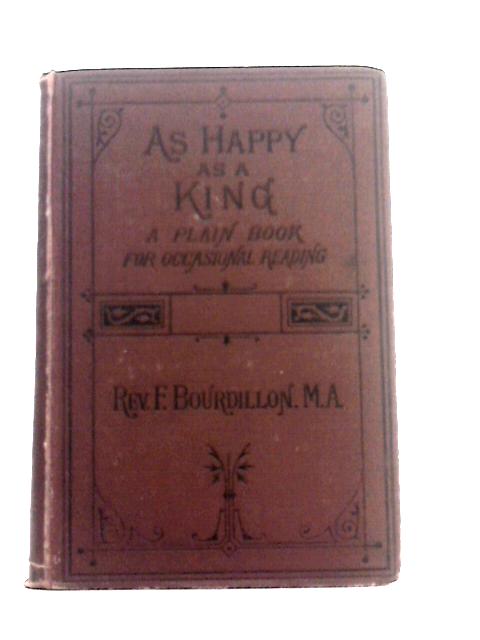 AS HAPPY
AS A
KING
A PLAIN BOOK
FOR OCCASIONAL READING
REV. F. BOURDILLON. M.A.